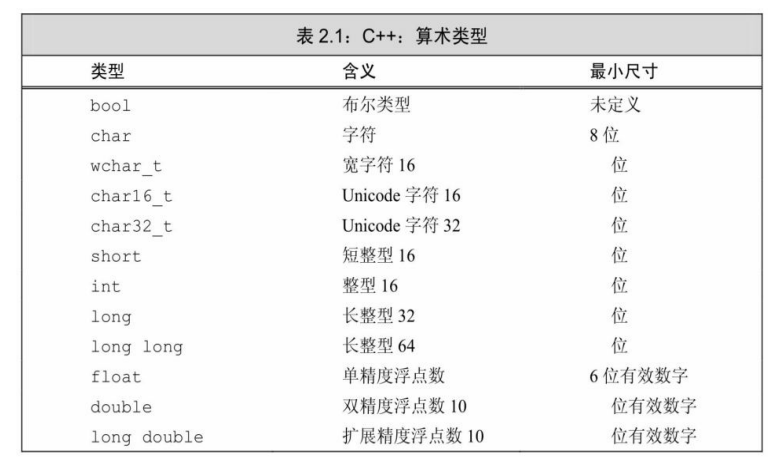 表 2.1：C++：算术类型
类型 含义 最小尺寸
bool 布尔类型 未定义
char 字符 8 位
wchar_t 宽字符 16 位
char16_t Unicode 字符 16 位
char32_t Unicode 字符 32 位
short 短整型 16 位
int 整型 16 位
long 长整型 32 位
long long 长整型 64 位
float 单精度浮点数 6 位有效数字
double 双精度浮点数 10 位有效数字
long double 扩展精度浮点数 10 位有效数字